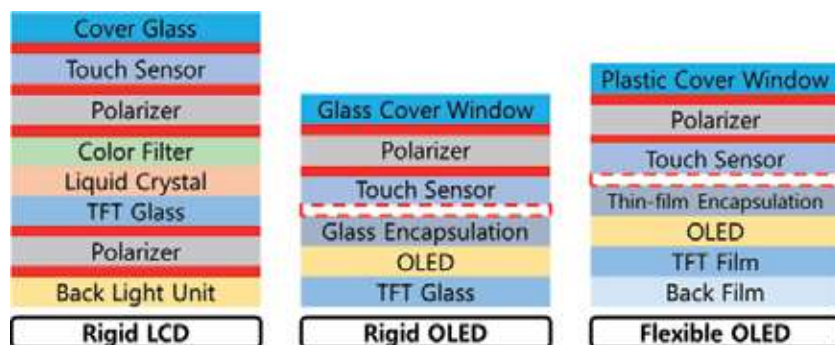 Cover Glass
Touch Sensor
Polarizer
Color Filter
Liquid Crystal
TFT Glass
Polarizer
Back Light Unit
Rigid LCD
Glass Cover Window
Polarizer
Touch Sensor
Glass Encapsulation
OLED
TFT Glass
Rigid OLED
Plastic Cover Window
Polarizer
Touch Sensor
Thin-film Encapsulation
OLED
TFT Film
Back Film
Flexible OLED